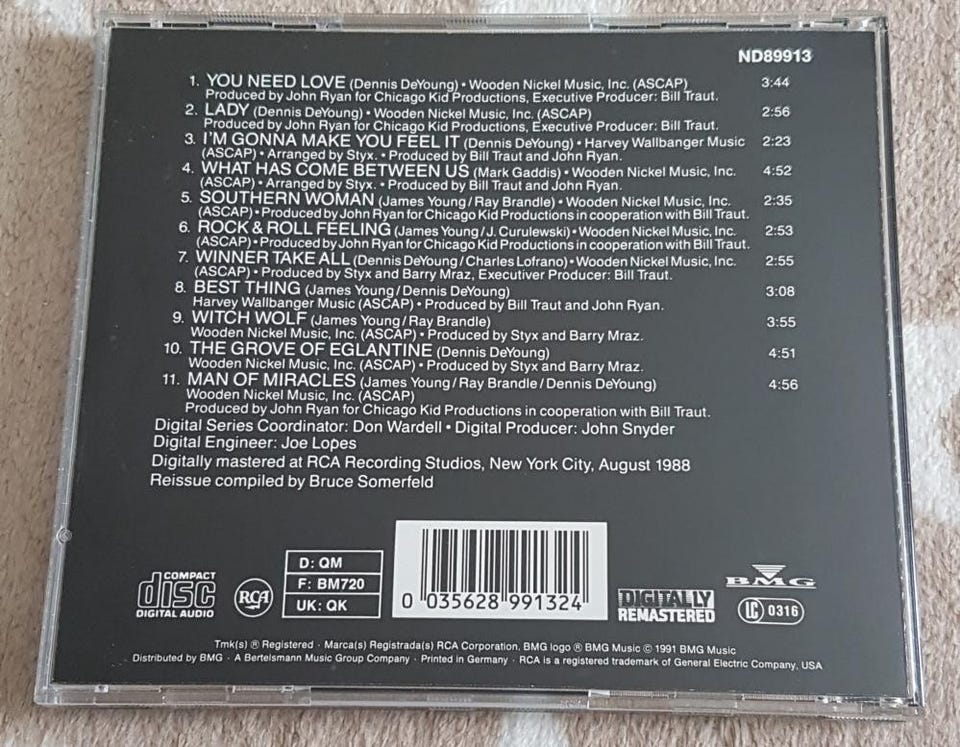 ND89913
1. YOU NEED LOVE (Dennis DeYoung) • Wooden Nickel Music, Inc. (ASCAP) 3:44
Produced by John Ryan for Chicago Kid Productions, Executive Producer: Bill Traut.
2. LADY (Dennis DeYoung) • Wooden Nickel Music, Inc. (ASCAP) 2:56
Produced by John Ryan for Chicago Kid Productions, Executive Producer: Bill Traut.
3. I'M GONNA MAKE YOU FEEL IT (Dennis DeYoung) • Harvey Wallbanger Music 2:23
(ASCAP) • Arranged by Styx. • Produced by Bill Traut and John Ryan.
4. WHAT HAS COME BETWEEN US (Mark Gaddis) • Wooden Nickel Music, Inc. 4:52
(ASCAP) • Arranged by Styx. • Produced by Bill Traut and John Ryan.
5. SOUTHERN WOMAN (James Young/Ray Brandle) • Wooden Nickel Music, Inc. 2:35
(ASCAP) • Produced by John Ryan for Chicago Kid Productions in cooperation with Bill Traut.
6. ROCK & ROLL FEELING (James Young/J. Curulewski) • Wooden Nickel Music, Inc. 2:53
(ASCAP) • Produced by John Ryan for Chicago Kid Productions in cooperation with Bill Traut.
7. WINNER TAKE ALL (Dennis DeYoung/Charles Lofrano) • Wooden Nickel Music, Inc. 2:55
(ASCAP) • Produced by Styx and Barry Mraz, Executiver Producer: Bill Traut.
8. BEST THING (James Young/Dennis DeYoung) 3:08
Harvey Wallbanger Music (ASCAP) • Produced by Bill Traut and John Ryan.
9. WITCH WOLF (James Young/Ray Brandle) 3:55
Wooden Nickel Music, Inc. (ASCAP) • Produced by Styx and Barry Mraz.
10. THE GROVE OF EGLANTINE (Dennis DeYoung) 4:51
Wooden Nickel Music, Inc. (ASCAP) • Produced by Styx and Barry Mraz.
11. MAN OF MIRACLES (James Young/Ray Brandle/Dennis DeYoung) 4:56
Wooden Nickel Music, Inc. (ASCAP)
Produced by John Ryan for Chicago Kid Productions in cooperation with Bill Traut.
Digital Series Coordinator: Don Wardell • Digital Producer: John Snyder
Digital Engineer: Joe Lopes
Digitally mastered at RCA Recording Studios, New York City, August 1988
Reissue compiled by Bruce Somerfeld
COMPACT
disc
DIGITAL AUDIO
RCA
D: QM
F: BM720
UK: QK
0 035628 991324
DIGITALLY
REMASTERED
BMG
LC 0316
Tmk(s) ® Registered · Marca(s) Registrada(s) RCA Corporation. BMG logo ® BMG Music © 1991 BMG Music
Distributed by BMG · A Bertelsmann Music Group Company · Printed in Germany · RCA is a registered trademark of General Electric Company, USA